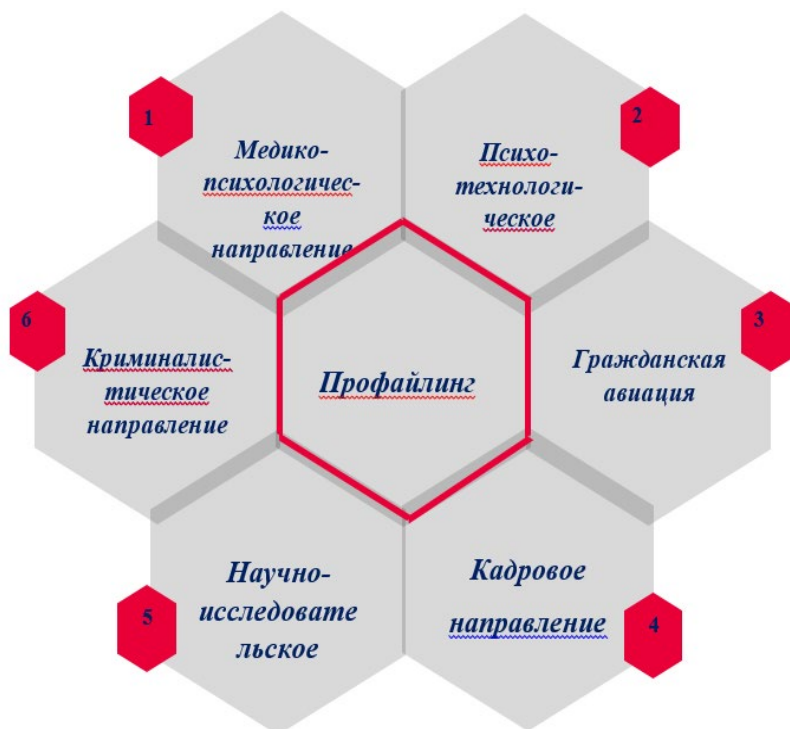 1
Медико-
психологичес-
кое
направление
2
Психо-
технологи-
ческое
6
Криминалис-
тическое
направление
Профайлинг
3
Гражданская
авиация
5
Научно-
исследовате
льское
Кадровое
направление
4